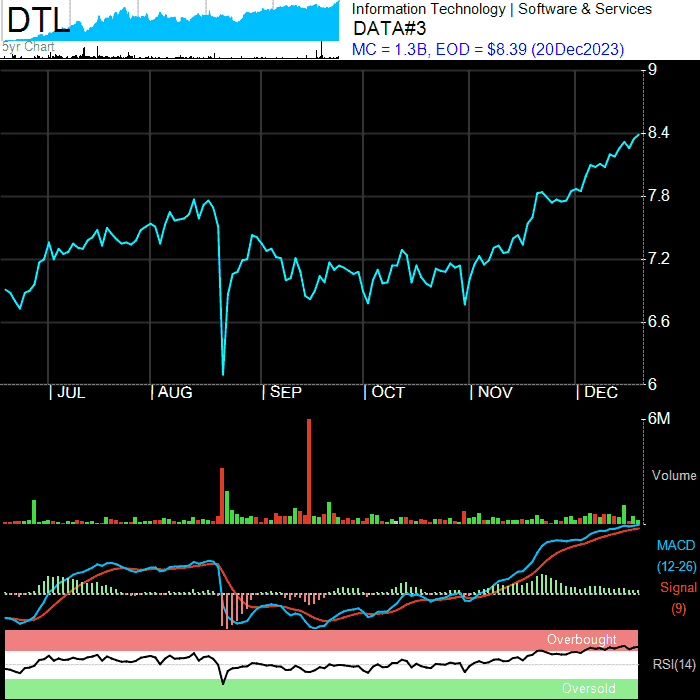 DTL
5yr Chart
Information Technology | Software & Services
DATA#3
MC = 1.3B, EOD = $8.39 (20Dec2023)
9
8.4
7.8
7.2
6.6
6
| JUL | AUG | SEP | OCT | NOV | DEC
6M
Volume
MACD
(12-26)
Signal
(9)
Overbought
RSI(14)
Oversold